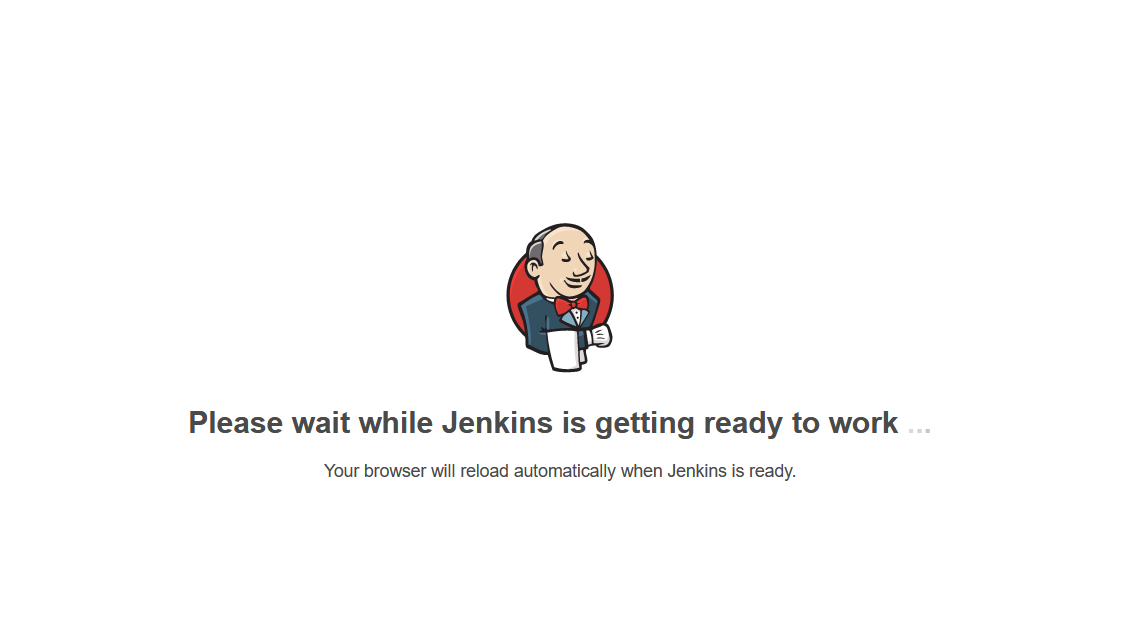 Please wait while Jenkins is getting ready to work ...
Your browser will reload automatically when Jenkins is ready.